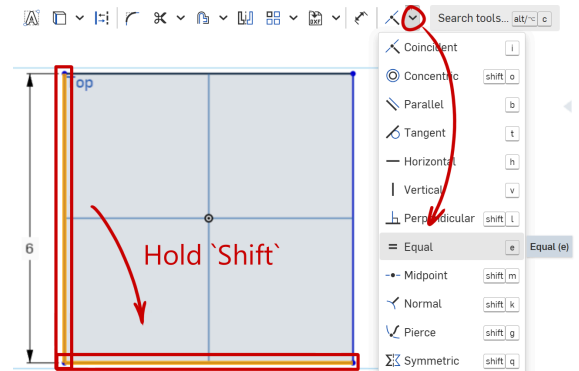 Search tools... alt/⌥ c
Coincident i
Concentric shift o
Parallel b
Tangent t
Horizontal h
Vertical v
Perpendicular shift l
Equal e
Equal (e)
Midpoint shift m
Normal shift k
Pierce shift g
Symmetric shift q
Top
6
Hold `Shift`
DXF